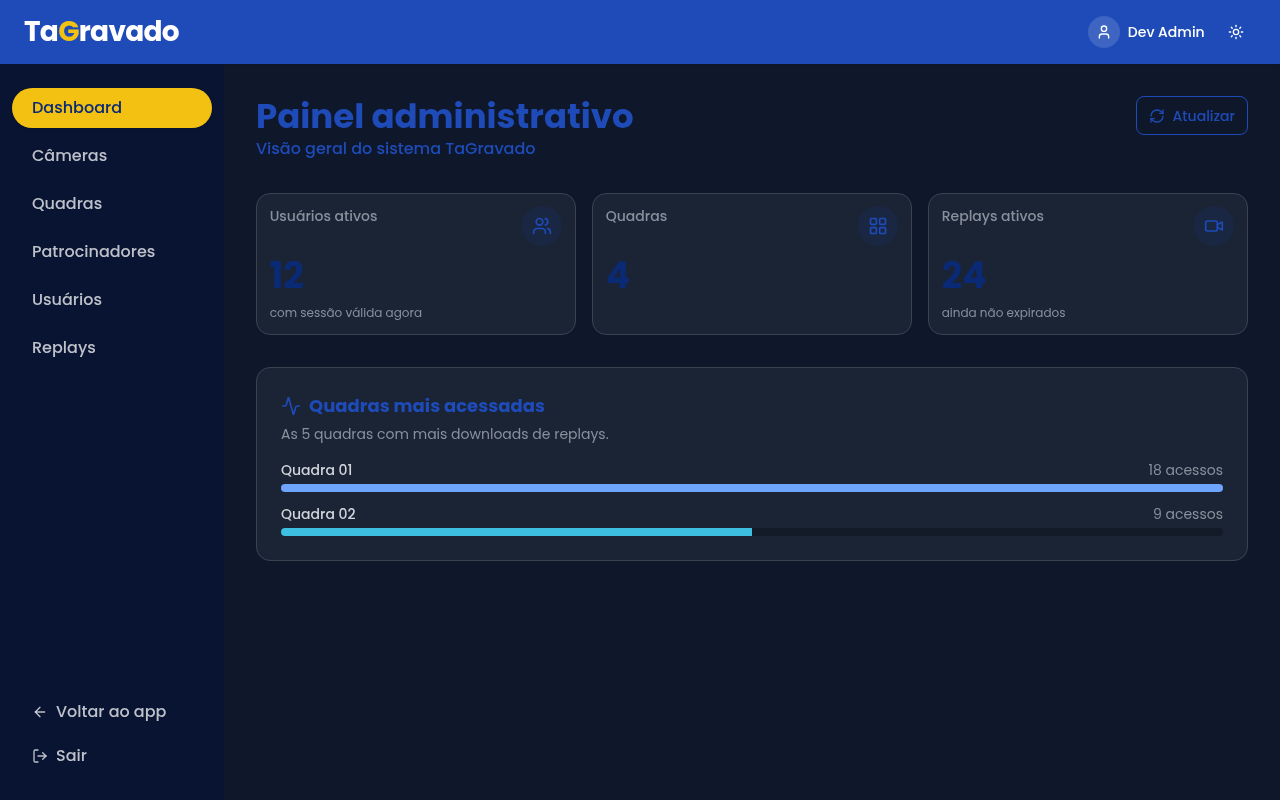 TaGravado
Dev Admin
Dashboard
Câmeras
Quadras
Patrocinadores
Usuários
Replays
Voltar ao app
Sair
Painel administrativo
Visão geral do sistema TaGravado
Atualizar
Usuários ativos
12
com sessão válida agora
Quadras
4
Replays ativos
24
ainda não expirados
Quadras mais acessadas
As 5 quadras com mais downloads de replays.
Quadra 01
18 acessos
Quadra 02
9 acessos